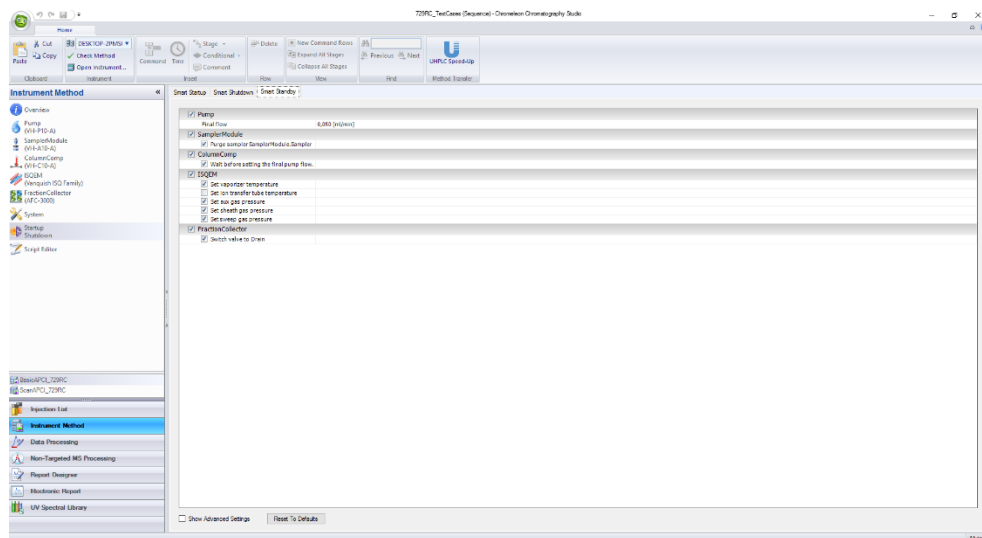 729RC_TestCases (Sequence) - Chromeleon Chromatography Studio
Home
Paste
Cut
Copy
Clipboard
DESKTOP-2PMSI
Check Method
Open Instrument...
Instrument
Command
Time
Stage
Conditional
Comment
Insert
Delete
Row
New Command Rows
Expand All Stages
Collapse All Stages
View
Previous
Next
Find
UHPLC Speed-Up
Method Transfer
Instrument Method
Overview
Pump
(VH-P10-A)
SamplerModule
(VH-A10-A)
ColumnComp
(VH-C10-A)
ISQEM
(Vanquish ISQ Family)
FractionCollector
(AFC-3000)
System
Startup
Shutdown
Script Editor
BasicAPCI_729RC
ScanAPCI_729RC
Injection List
Instrument Method
Data Processing
Non-Targeted MS Processing
Report Designer
Electronic Report
UV Spectral Library
Smart Startup Smart Shutdown Smart Standby
Pump
Final flow 0,050 [ml/min]
SamplerModule
Purge sampler SamplerModule.Sampler
ColumnComp
Wait before setting the final pump flow.
ISQEM
Set vaporizer temperature
Set ion transfer tube temperature
Set aux gas pressure
Set sheath gas pressure
Set sweep gas pressure
FractionCollector
Switch valve to Drain
Show Advanced Settings
Reset To Defaults